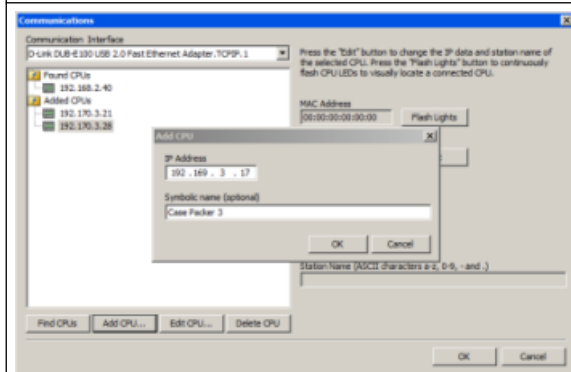 Communications
Communication Interface
D-Link DUB-E100 USB 2.0 Fast Ethernet Adapter.TCPIP.1
Press the "Edit" button to change the IP data and station name of
the selected CPU. Press the "Flash Lights" button to continuously
flash CPU LEDs to visually locate a connected CPU.
Found CPUs
192.168.2.40
Added CPUs
192.170.3.21
192.170.3.28
MAC Address
00:00:00:00:00:00
Flash Lights
Add CPU
IP Address
192 .169 . 3 . 17
Symbolic name (optional)
Case Packer 3
OK
Cancel
Station Name (ASCII characters a-z, 0-9, - and .)
Find CPUs
Add CPU...
Edit CPU...
Delete CPU
OK
Cancel